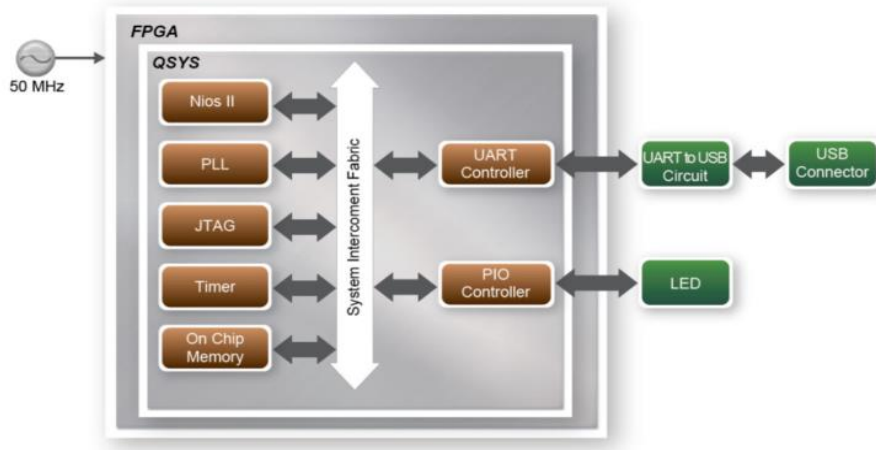 FPGA
QSYS
50 MHz
Nios II
PLL
JTAG
Timer
On Chip
Memory
System Intercoment Fabric
UART
Controller
PIO
Controller
UART to USB
Circuit
USB
Connector
LED